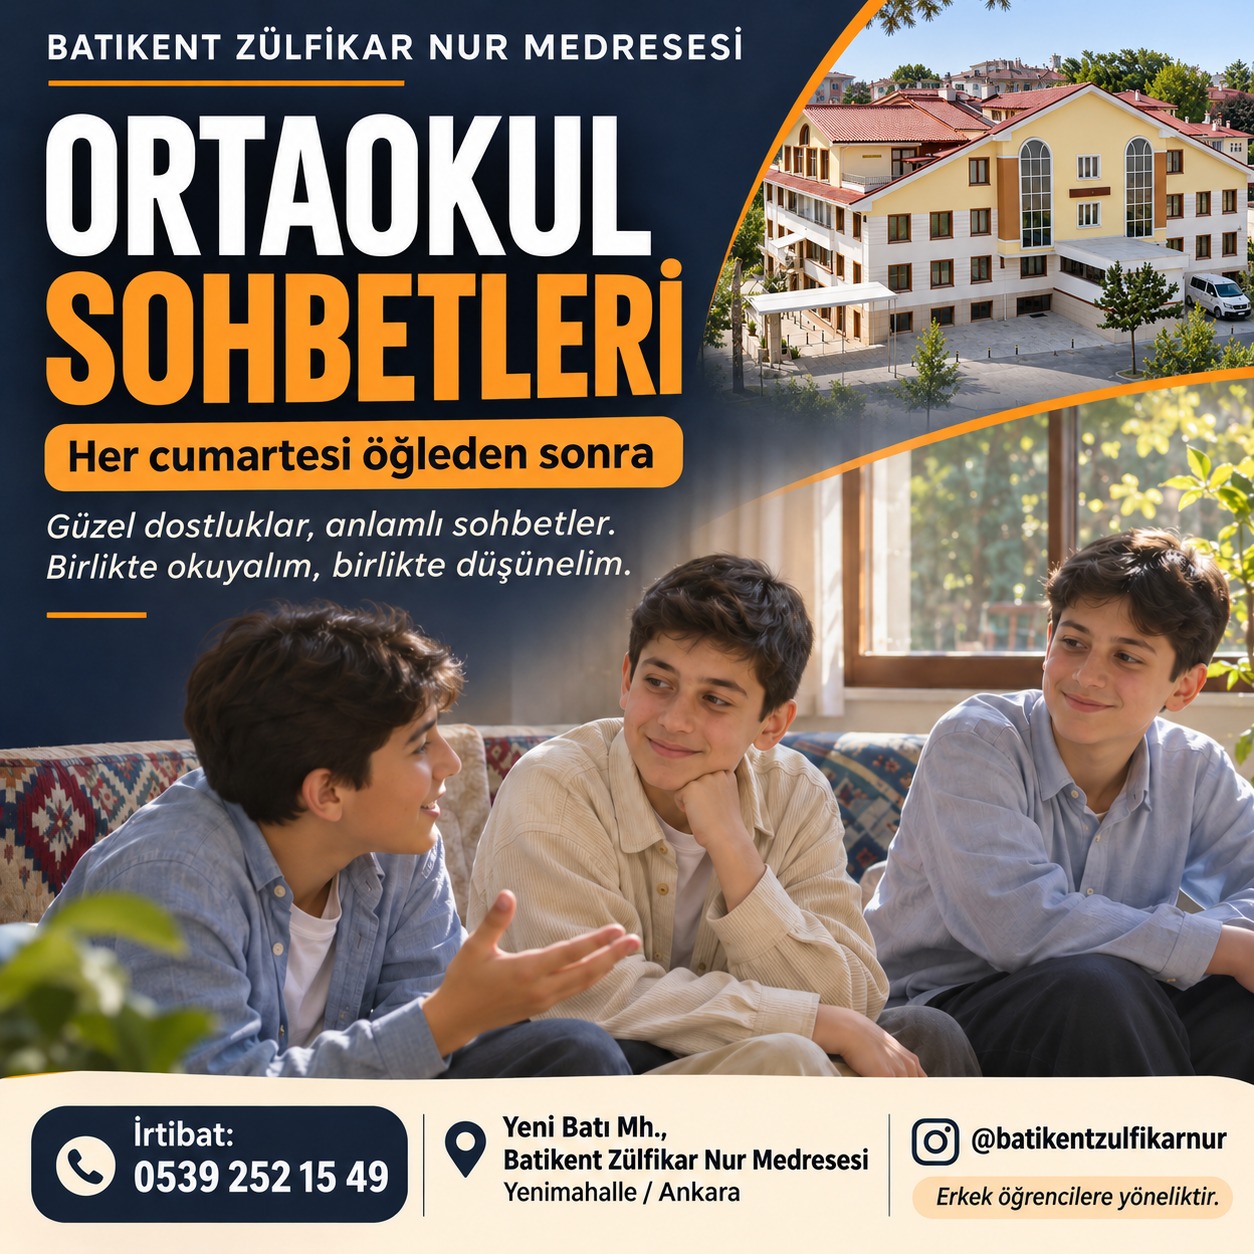 BATIKENT ZÜLFİKAR NUR MEDRESESİ
ORTAOKUL
SOHBETLERİ
Her cumartesi öğleden sonra
Güzel dostluklar, anlamlı sohbetler.
Birlikte okuyalım, birlikte düşünelim.
İrtibat:
0539 252 15 49
Yeni Batı Mh.,
Batikent Zülfikar Nur Medresesi
Yenimahalle / Ankara
@batikentzulfikarnur
Erkek öğrencilere yöneliktir.